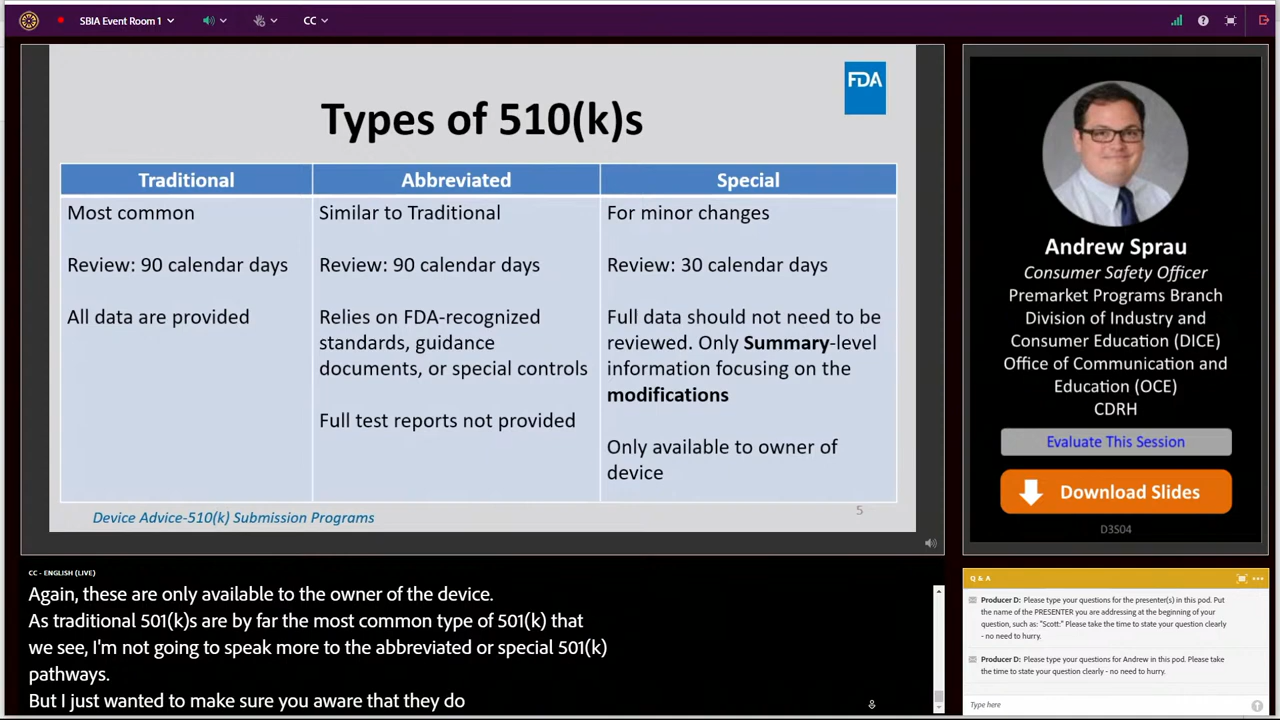 SBIA Event Room 1
CC
FDA
Types of 510(k)s
Traditional
Most common
Review: 90 calendar days
All data are provided
Abbreviated
Similar to Traditional
Review: 90 calendar days
Relies on FDA-recognized
standards, guidance
documents, or special controls
Full test reports not provided
Special
For minor changes
Review: 30 calendar days
Full data should not need to be
reviewed. Only Summary-level
information focusing on the
modifications
Only available to owner of
device
Device Advice-510(k) Submission Programs
5
Andrew Sprau
Consumer Safety Officer
Premarket Programs Branch
Division of Industry and
Consumer Education (DICE)
Office of Communication and
Education (OCE)
CDRH
Evaluate This Session
Download Slides
D3S04
CC - ENGLISH (LIVE)
Again, these are only available to the owner of the device.
As traditional 501(k)s are by far the most common type of 501(k) that
we see, I'm not going to speak more to the abbreviated or special 501(k)
pathways.
But I just wanted to make sure you aware that they do
Q & A
Producer D: Please type your questions for the presenter(s) in this pod. Put
the name of the PRESENTER you are addressing at the beginning of your
question, such as: "Scott:" Please take the time to state your question clearly
- no need to hurry.
Producer D: Please type your questions for Andrew in this pod. Please take
the time to state your question clearly - no need to hurry.
Type here